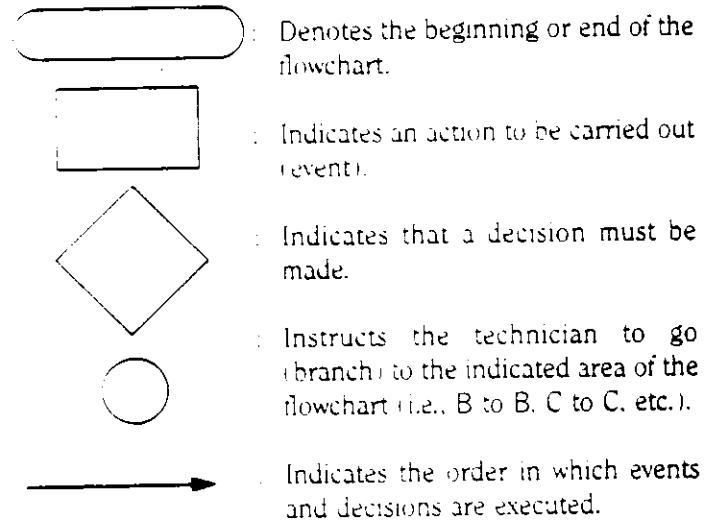 : Denotes the beginning or end of the
flowchart.
: Indicates an action to be carried out
(event).
: Indicates that a decision must be
made.
: Instructs the technician to go
(branch) to the indicated area of the
flowchart (i.e., B to B, C to C, etc.).
: Indicates the order in which events
and decisions are executed.